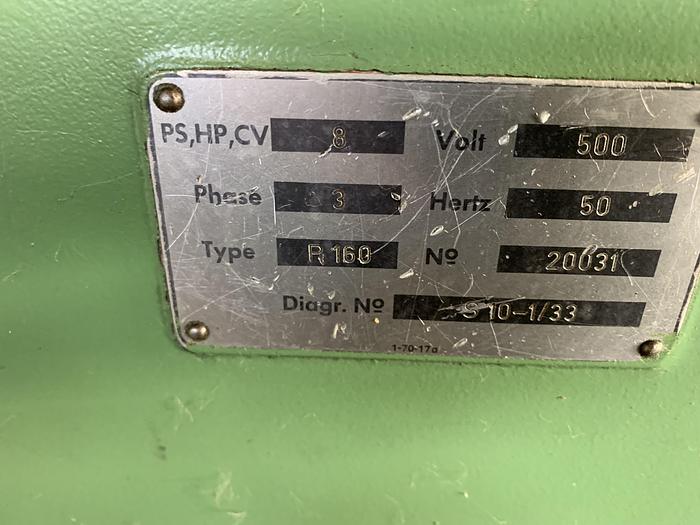 PS,HP,CV 8 Volt 500
Phase 3 Hertz 50
Type R 160 Nº 20031
Diagr. Nº S 10-1/33
1-70-17a